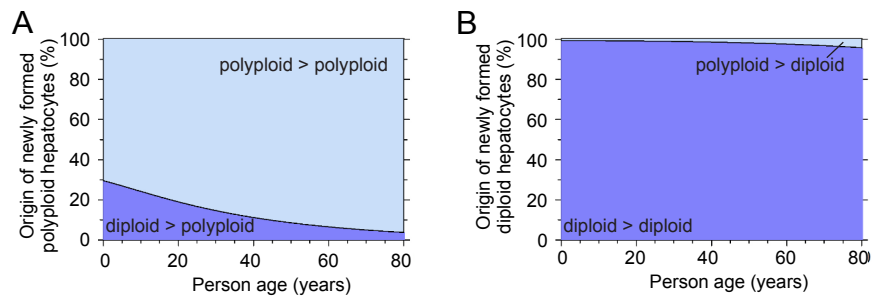 A
Origin of newly formed
polyploid hepatocytes (%)
100
80
60
40
20
0
polyploid > polyploid
diploid > polyploid
0 20 40 60 80
Person age (years)
B
Origin of newly formed
diploid hepatocytes (%)
100
80
60
40
20
0
polyploid > diploid
diploid > diploid
0 20 40 60 80
Person age (years)